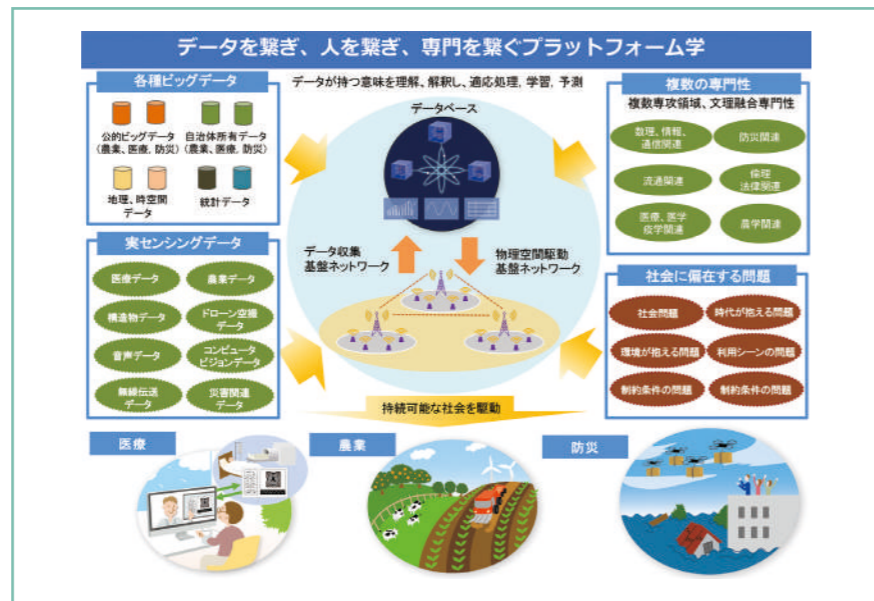 データを繋ぎ、人を繋ぎ、専門を繋ぐプラットフォーム学
各種ビッグデータ
公的ビッグデータ
(農業、医療、防災)
自治体所有データ
(農業、医療、防災)
地理、時空間
データ
統計データ
実センシングデータ
医療データ
農業データ
構造物データ
ドローン空撮
データ
音声データ
コンピュータ
ビジョンデータ
無線伝送
データ
災害関連
データ
データが持つ意味を理解、解釈し、適応処理、学習、予測
データベース
データ収集
基盤ネットワーク
物理空間駆動
基盤ネットワーク
複数の専門性
複数専攻領域、文理融合専門性
数理、情報、
通信関連
防災関連
流通関連
倫理
法律関連
医療、医学
疫学関連
農学関連
社会に偏在する問題
社会問題
時代が抱える問題
環境が抱える問題
利用シーンの問題
制約条件の問題
制約条件の問題
持続可能な社会を駆動
医療
農業
防災